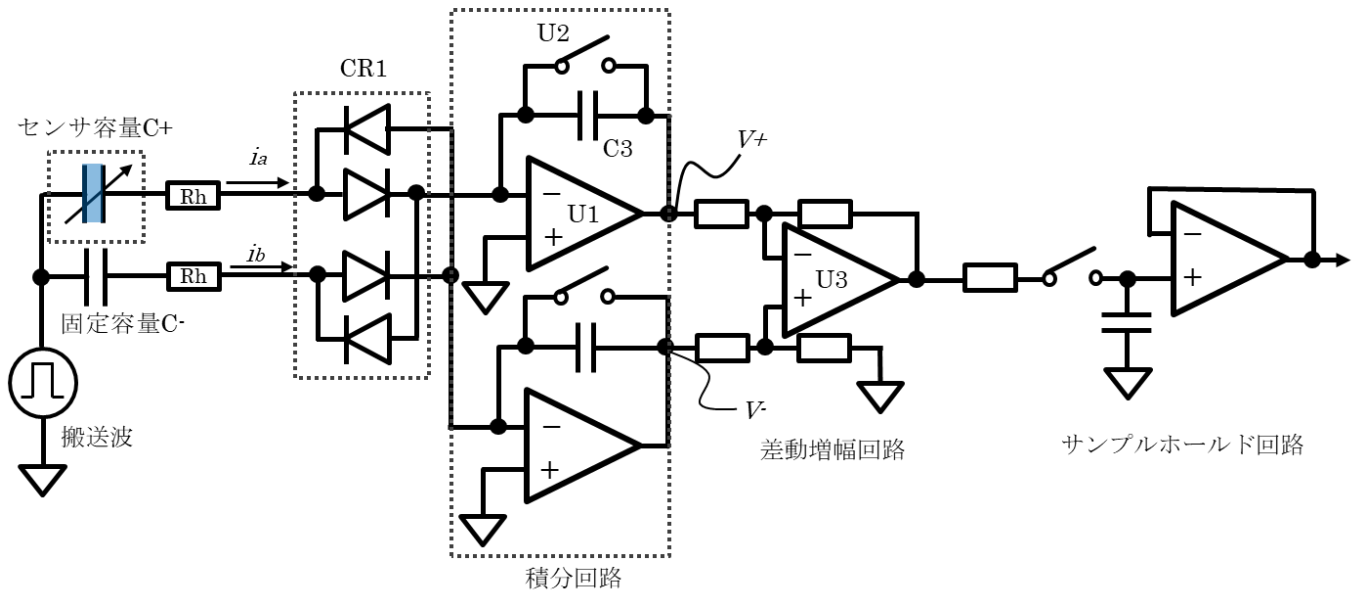 U2
CR1
センサ容量C+
ia
Rh
C3
V+
U1
−
+
ib
Rh
固定容量C-
U3
−
+
−
+
V-
搬送波
−
+
差動増幅回路
サンプルホールド回路
積分回路